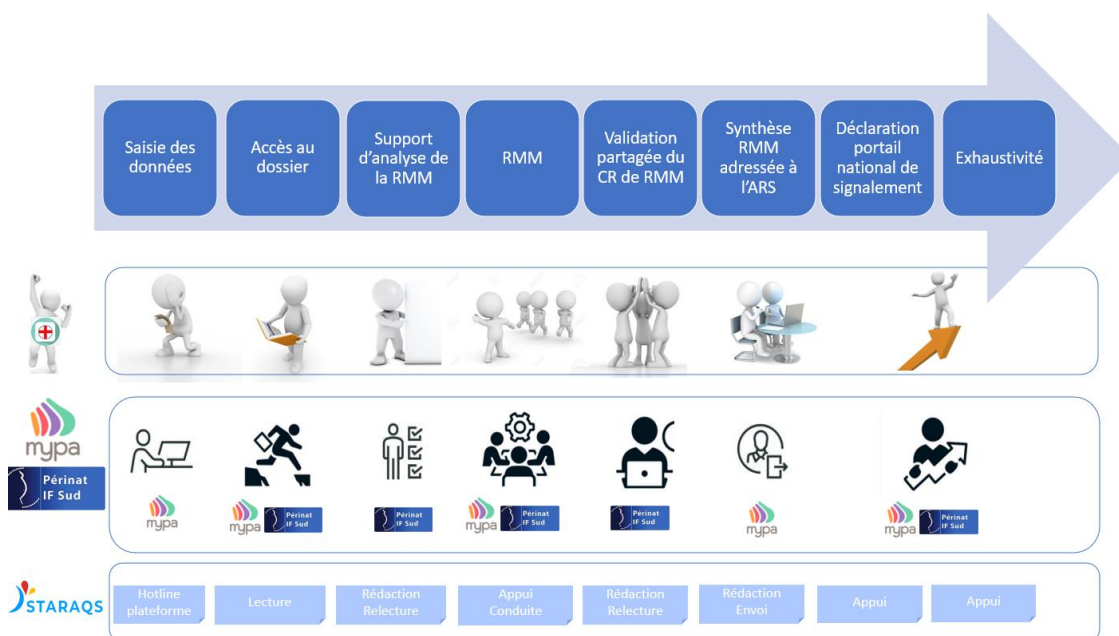 Saisie des
données
Accès au
dossier
Support
d'analyse de
la RMM
RMM
Validation
partagée du
CR de RMM
Synthèse
RMM
adressée à
l'ARS
Déclaration
portail
national de
signalement
Exhaustivité
mypa
Périnat
IF Sud
mypa
mypa
Périnat
IF Sud
Périnat
IF Sud
mypa
Périnat
IF Sud
Périnat
IF Sud
mypa
mypa
Périnat
IF Sud
STARAQS
Hotline
plateforme
Lecture
Rédaction
Relecture
Appui
Conduite
Rédaction
Relecture
Rédaction
Envoi
Appui
Appui